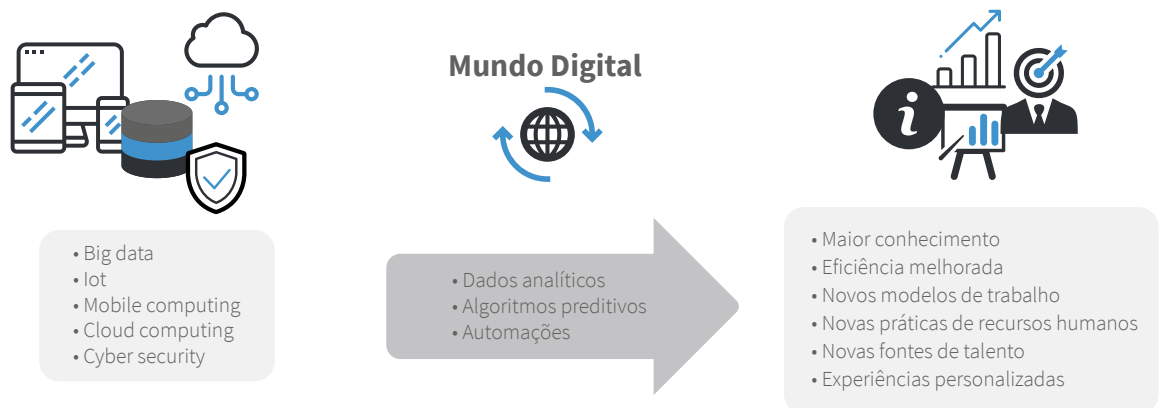 Mundo Digital
• Big data
• Iot
• Mobile computing
• Cloud computing
• Cyber security
• Dados analíticos
• Algoritmos preditivos
• Automações
• Maior conhecimento
• Eficiência melhorada
• Novos modelos de trabalho
• Novas práticas de recursos humanos
• Novas fontes de talento
• Experiências personalizadas